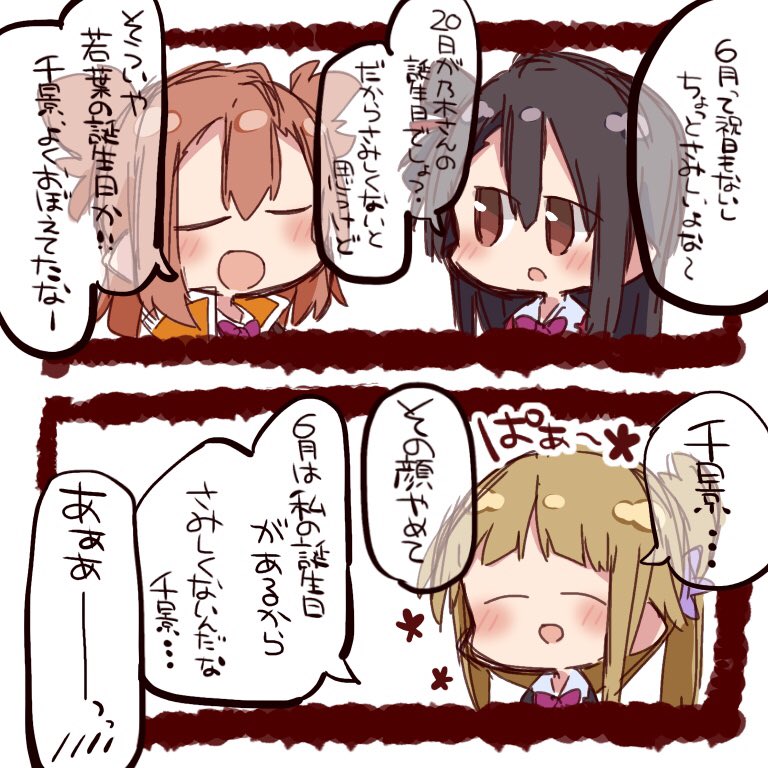 6月って祝日もないし
ちょっとさみしいよな〜
20日が乃木さんの
誕生日でしょう?
だからさみしくないと
思うけど
そういや
若葉の誕生日か…
千景、よくおぼえてたなー
千景…
ぱぁ〜
その顔やめて
6月は私の誕生日
があるから
さみしくないんだな
千景…
あぁぁ――っっ